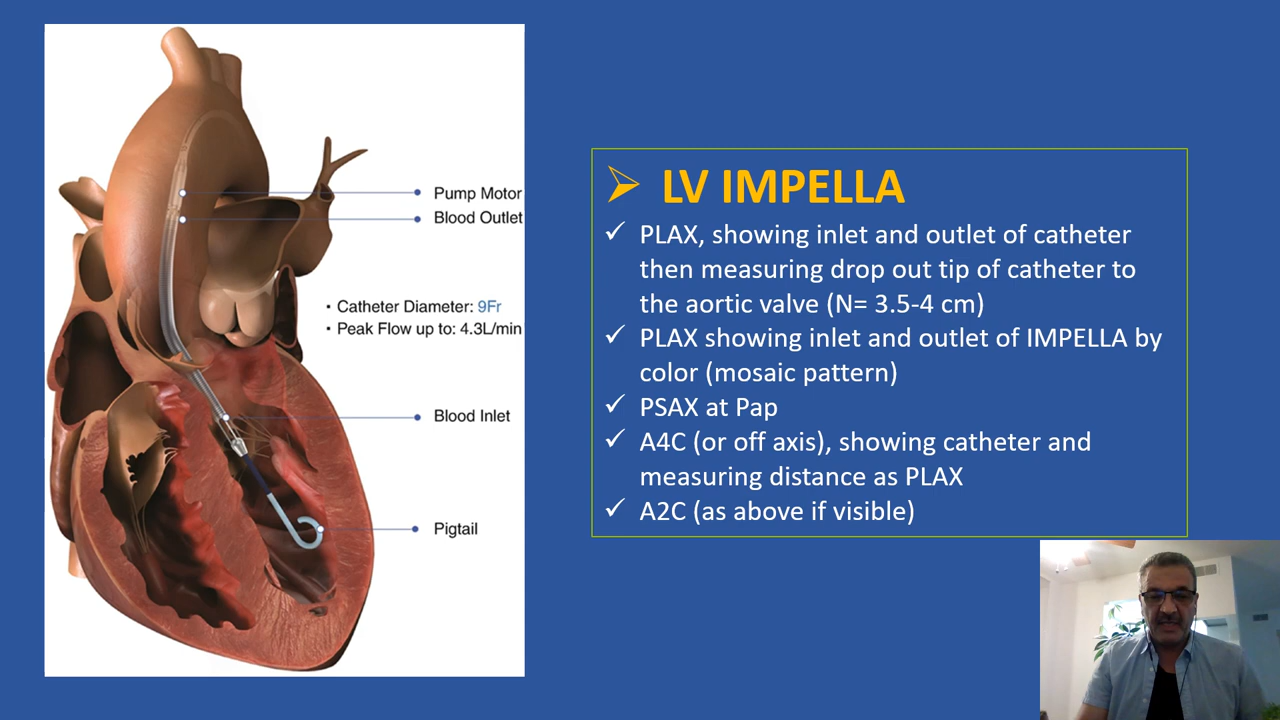 Pump Motor
Blood Outlet
• Catheter Diameter: 9Fr
• Peak Flow up to: 4.3L/min
Blood Inlet
Pigtail
➢ LV IMPELLA
✓ PLAX, showing inlet and outlet of catheter
then measuring drop out tip of catheter to
the aortic valve (N= 3.5-4 cm)
✓ PLAX showing inlet and outlet of IMPELLA by
color (mosaic pattern)
✓ PSAX at Pap
✓ A4C (or off axis), showing catheter and
measuring distance as PLAX
✓ A2C (as above if visible)